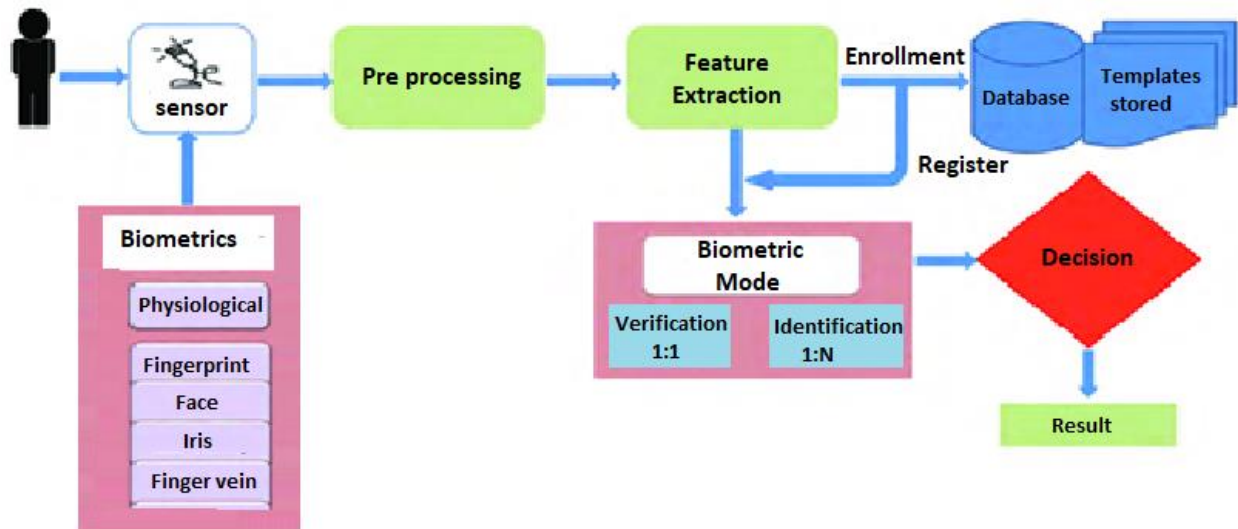 sensor
Pre processing
Feature
Extraction
Enrollment
Database
Templates
stored
Register
Biometrics
Physiological
Fingerprint
Face
Iris
Finger vein
Biometric
Mode
Verification
1:1
Identification
1:N
Decision
Result